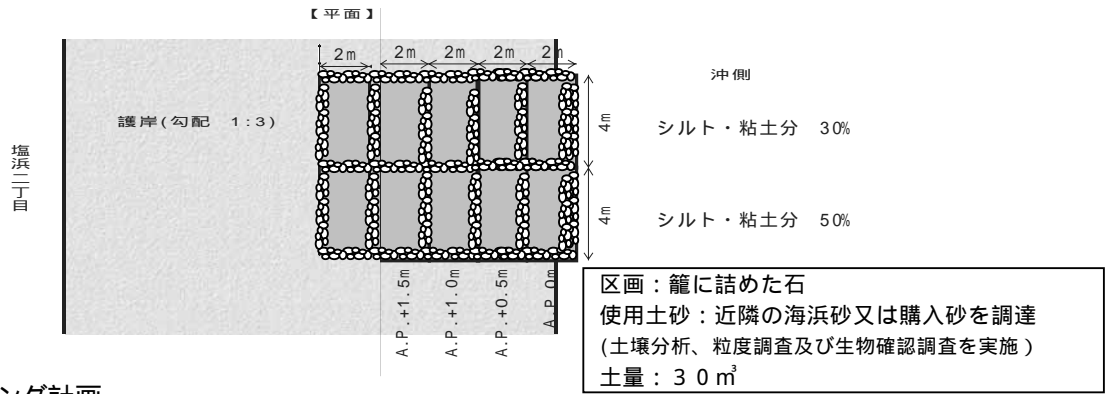 【平面】
2m 2m 2m 2m 2m
沖側
護岸(勾配 1:3)
4m
シルト・粘土分 30%
塩浜二丁目
4m
シルト・粘土分 50%
A.P.+1.5m
A.P.+1.0m
A.P.+0.5m
A.P.0m
区画：籠に詰めた石
使用土砂：近隣の海浜砂又は購入砂を調達
(土壌分析、粒度調査及び生物確認調査を実施)
土量：３０㎥
ング計画